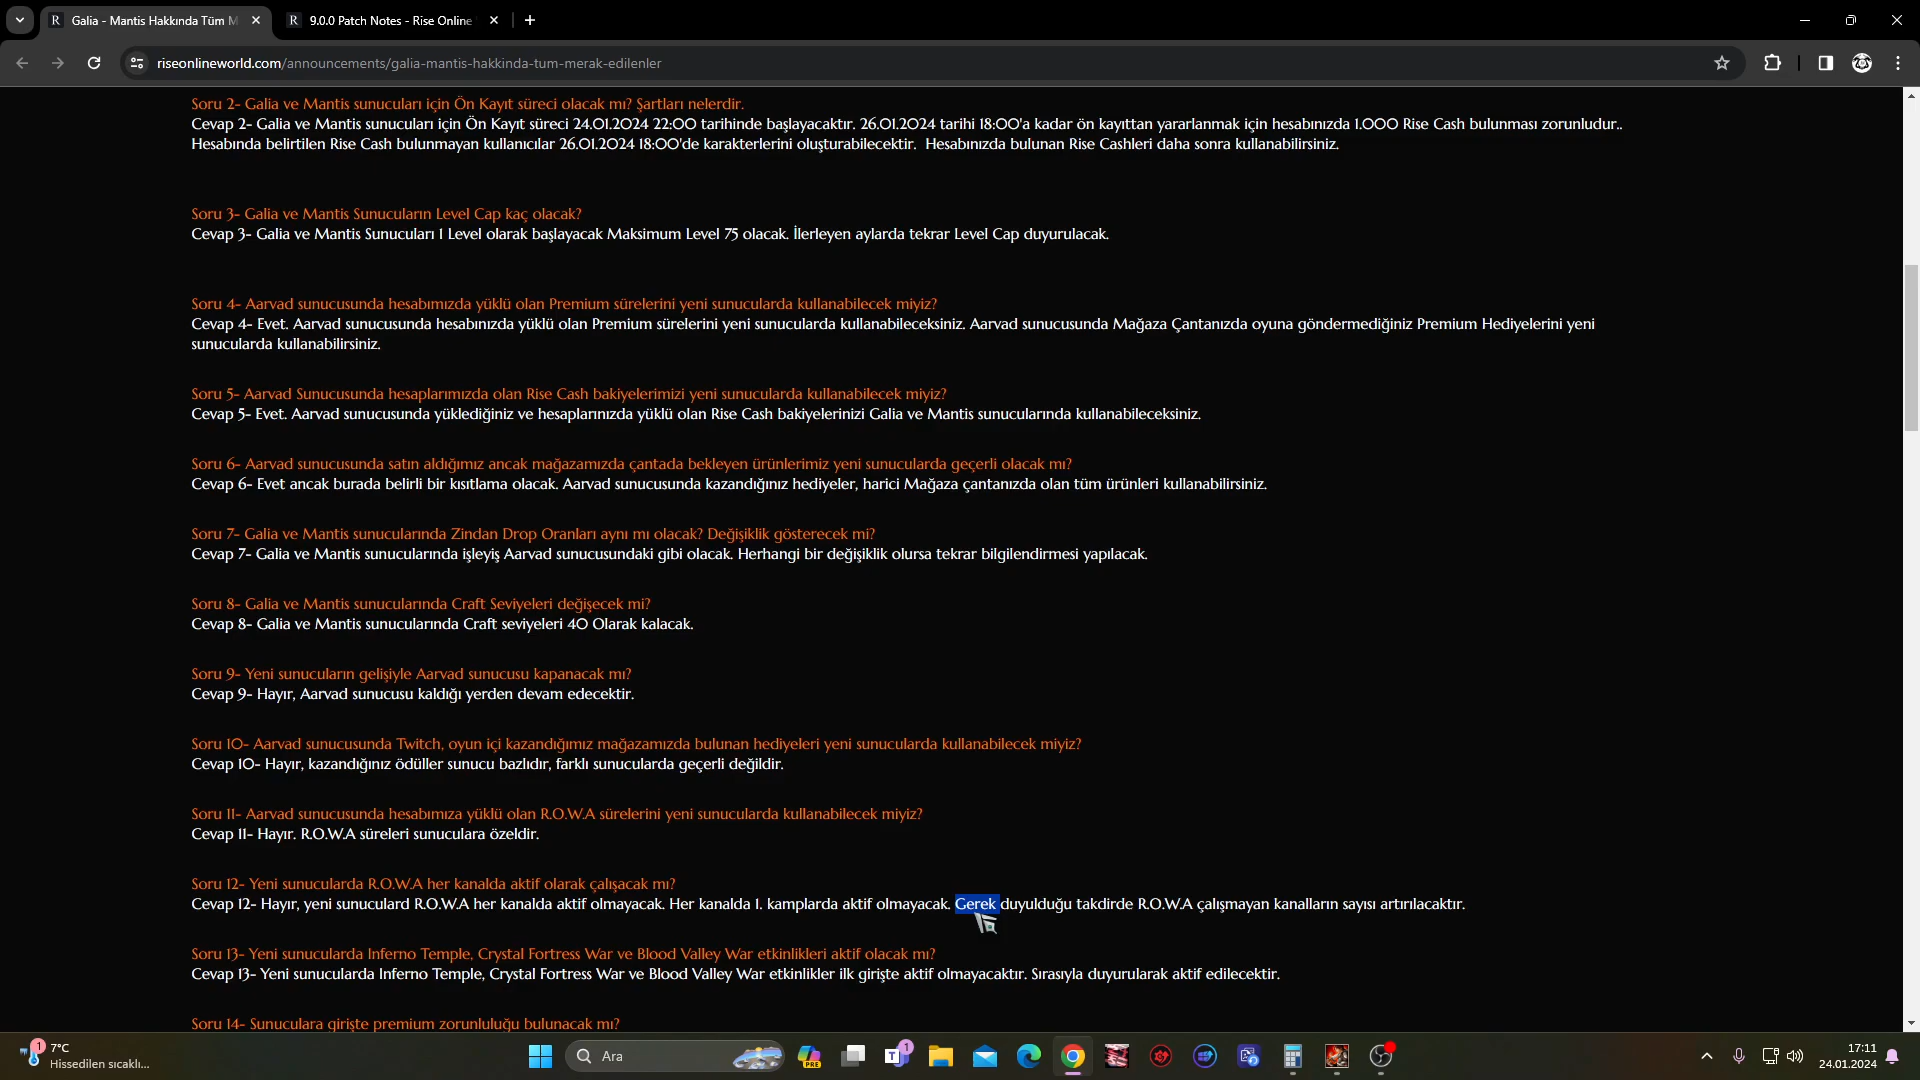 Galia - Mantis Hakkında Tüm M
9.0.0 Patch Notes - Rise Online
riseonlineworld.com/announcements/galia-mantis-hakkinda-tum-merak-edilenler
Soru 2- Galia ve Mantis sunucuları için Ön Kayıt süreci olacak mı? Şartları nelerdir.
Cevap 2- Galia ve Mantis sunucuları için Ön Kayıt süreci 24.01.2024 22:00 tarihinde başlayacaktır. 26.01.2024 tarihi 18:00'a kadar ön kayıttan yararlanmak için hesabınızda 1.000 Rise Cash bulunması zorunludur..
Hesabında belirtilen Rise Cash bulunmayan kullanıcılar 26.01.2024 18:00'de karakterlerini oluşturabilecektir. Hesabınızda bulunan Rise Cashleri daha sonra kullanabilirsiniz.
Soru 3- Galia ve Mantis Sunucuların Level Cap kaç olacak?
Cevap 3- Galia ve Mantis Sunucuları 1 Level olarak başlayacak Maksimum Level 75 olacak. İlerleyen aylarda tekrar Level Cap duyurulacak.
Soru 4- Aarvad sunucusunda hesabımızda yüklü olan Premium sürelerini yeni sunucularda kullanabilecek miyiz?
Cevap 4- Evet. Aarvad sunucusunda hesabınızda yüklü olan Premium sürelerini yeni sunucularda kullanabileceksiniz. Aarvad sunucusunda Mağaza Çantanızda oyuna göndermediğiniz Premium Hediyelerini yeni
sunucularda kullanabilirsiniz.
Soru 5- Aarvad Sunucusunda hesaplarımızda olan Rise Cash bakiyelerimizi yeni sunucularda kullanabilecek miyiz?
Cevap 5- Evet. Aarvad sunucusunda yüklediğiniz ve hesaplarınızda yüklü olan Rise Cash bakiyelerinizi Galia ve Mantis sunucularında kullanabileceksiniz.
Soru 6- Aarvad sunucusunda satın aldığımız ancak mağazamızda çantada bekleyen ürünlerimiz yeni sunucularda geçerli olacak mı?
Cevap 6- Evet ancak burada belirli bir kısıtlama olacak. Aarvad sunucusunda kazandığınız hediyeler, harici Mağaza çantanızda olan tüm ürünleri kullanabilirsiniz.
Soru 7- Galia ve Mantis sunucularında Zindan Drop Oranları aynı mı olacak? Değişiklik gösterecek mi?
Cevap 7- Galia ve Mantis sunucularında işleyiş Aarvad sunucusundaki gibi olacak. Herhangi bir değişiklik olursa tekrar bilgilendirmesi yapılacak.
Soru 8- Galia ve Mantis sunucularında Craft Seviyeleri değişecek mi?
Cevap 8- Galia ve Mantis sunucularında Craft seviyeleri 40 Olarak kalacak.
Soru 9- Yeni sunucuların gelişiyle Aarvad sunucusu kapanacak mı?
Cevap 9- Hayır, Aarvad sunucusu kaldığı yerden devam edecektir.
Soru 10- Aarvad sunucusunda Twitch, oyun içi kazandığımız mağazamızda bulunan hediyeleri yeni sunucularda kullanabilecek miyiz?
Cevap 10- Hayır, kazandığınız ödüller sunucu bazlıdır, farklı sunucularda geçerli değildir.
Soru 11- Aarvad sunucusunda hesabımıza yüklü olan R.O.W.A sürelerini yeni sunucularda kullanabilecek miyiz?
Cevap 11- Hayır. R.O.W.A süreleri sunuculara özeldir.
Soru 12- Yeni sunucularda R.O.W.A her kanalda aktif olarak çalışacak mı?
Cevap 12- Hayır, yeni sunuculard R.O.W.A her kanalda aktif olmayacak. Her kanalda 1. kamplarda aktif olmayacak. Gerek duyulduğu takdirde R.O.W.A çalışmayan kanalların sayısı artırılacaktır.
Soru 13- Yeni sunucularda Inferno Temple, Crystal Fortress War ve Blood Valley War etkinlikleri aktif olacak mı?
Cevap 13- Yeni sunucularda Inferno Temple, Crystal Fortress War ve Blood Valley War etkinlikler ilk girişte aktif olmayacaktır. Sırasıyla duyurularak aktif edilecektir.
Soru 14- Sunuculara girişte premium zorunluluğu bulunacak mı?
1
7°C
Hissedilen sıcaklı...
Ara
PRE
1
17:11
24.01.2024